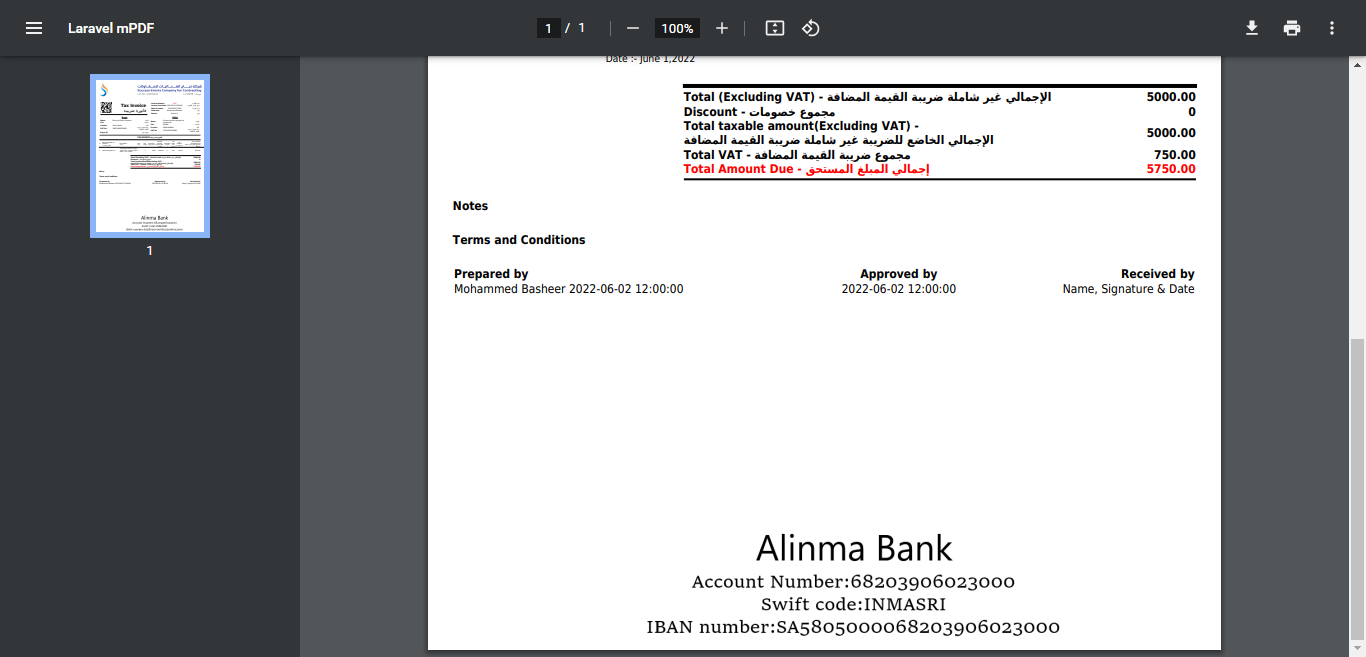 Laravel mPDF
1 / 1
100%
Tax Invoice
1
Date :- June 1,2022
Total (Excluding VAT) - الإجمالي غير شاملة ضريبة القيمة المضافة 5000.00
Discount - مجموع خصومات 0
Total taxable amount(Excluding VAT) -
الإجمالي الخاضع للضريبة غير شاملة ضريبة القيمة المضافة 5000.00
Total VAT - مجموع ضريبة القيمة المضافة 750.00
Total Amount Due - إجمالي المبلغ المستحق 5750.00
Notes
Terms and Conditions
Prepared by Approved by Received by
Mohammed Basheer 2022-06-02 12:00:00 2022-06-02 12:00:00 Name, Signature & Date
Alinma Bank
Account Number:68203906023000
Swift code:INMASRI
IBAN number:SA5805000068203906023000